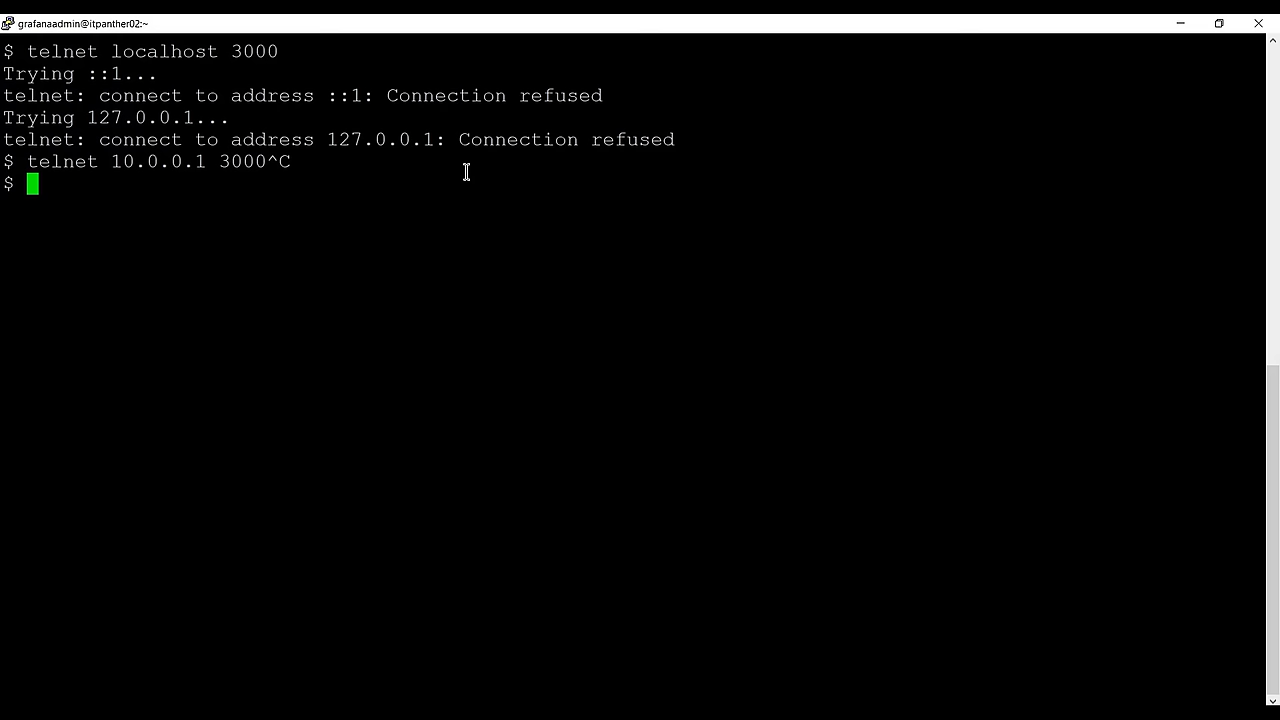 grafanaadmin@itpanther02:~
$ telnet localhost 3000
Trying ::1...
telnet: connect to address ::1: Connection refused
Trying 127.0.0.1...
telnet: connect to address 127.0.0.1: Connection refused
$ telnet 10.0.0.1 3000^C
$